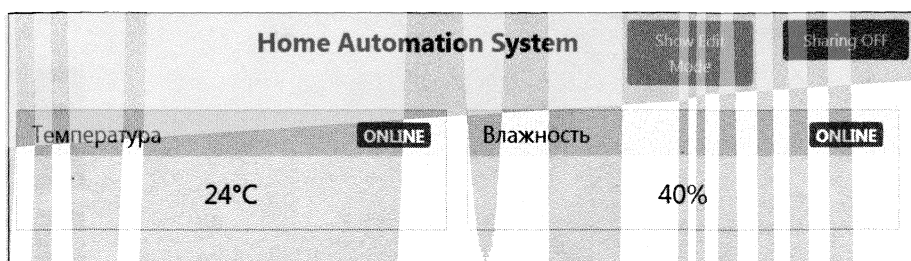 Home Automation System
Show Edit
Mode
Sharing OFF
Температура ONLINE
Влажность ONLINE
24°C
40%